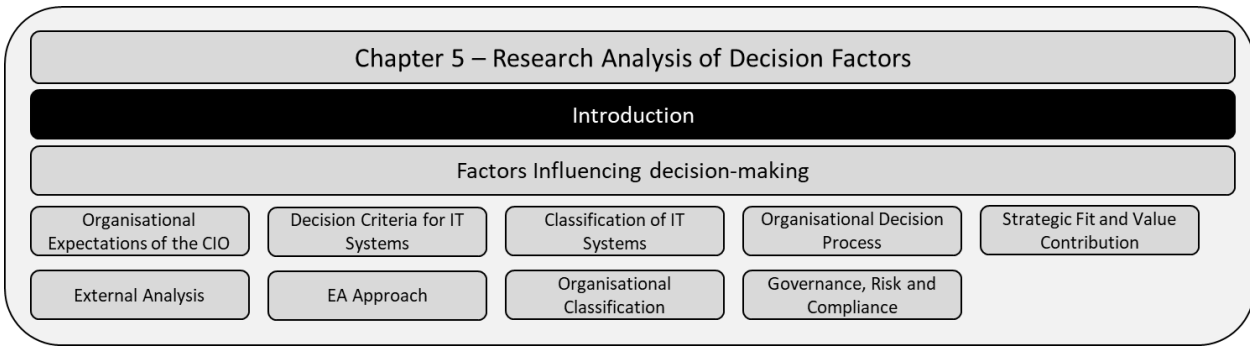 Chapter 5 – Research Analysis of Decision Factors
Introduction
Factors Influencing decision-making
Organisational
Expectations of the CIO
Decision Criteria for IT
Systems
Classification of IT
Systems
Organisational Decision
Process
Strategic Fit and Value
Contribution
External Analysis
EA Approach
Organisational
Classification
Governance, Risk and
Compliance